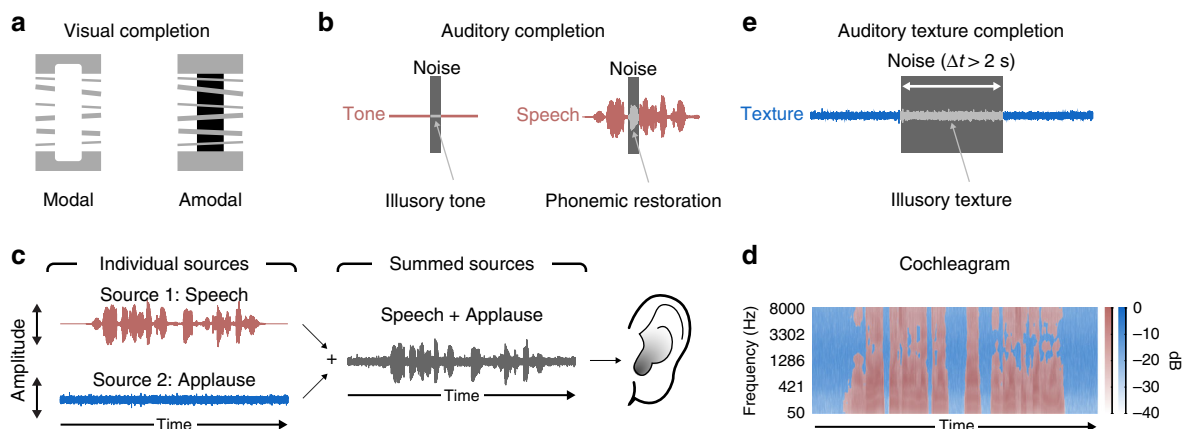 a
Visual completion
Modal
Amodal
b
Auditory completion
Noise
Tone
Illusory tone
Noise
Speech
Phonemic restoration
e
Auditory texture completion
Noise (Δt > 2 s)
Texture
Illusory texture
c
Individual sources
Source 1: Speech
Amplitude
Source 2: Applause
Time
+
Summed sources
Speech + Applause
Time
d
Cochleagram
Frequency (Hz)
8000
3302
1286
421
50
Time
0
−10
−20
−30
−40
dB